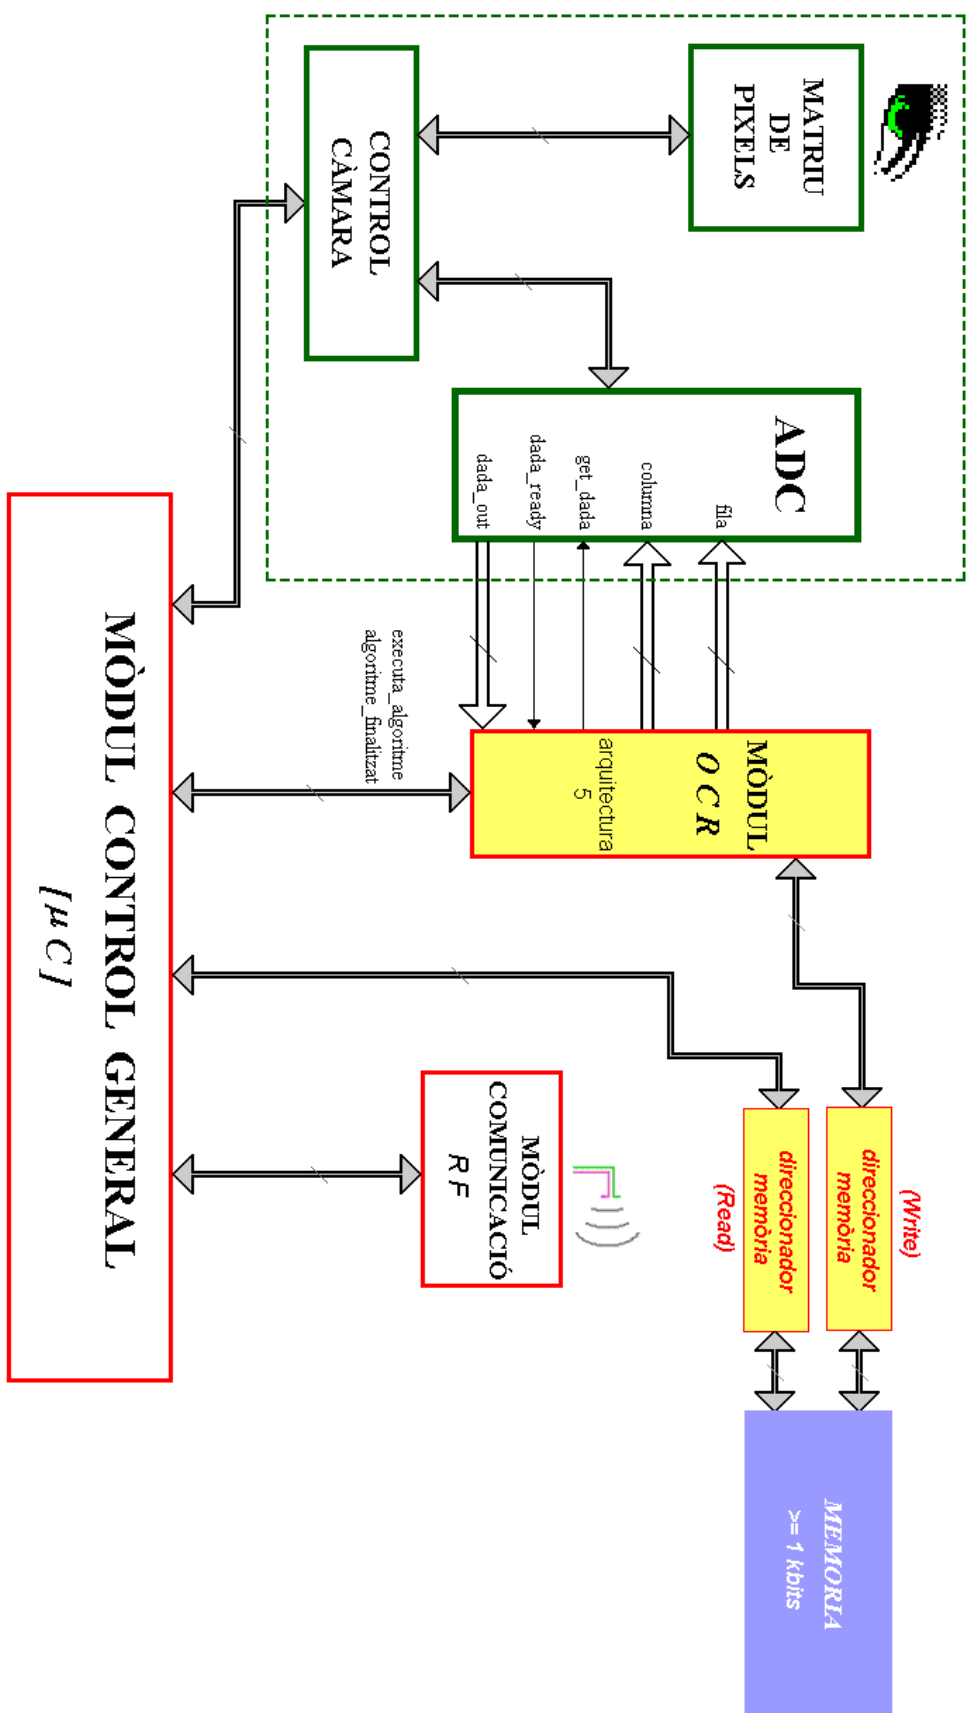 MATRIU
DE
PIXELS
CONTROL
CÀMARA
ADC
fila
columna
get_dada
dada_ready
dada_out
MÒDUL
O C R
arquitectura
5
executa_algoritme
algoritme_finalitzat
(Write)
direccionador
memòria
direccionador
memòria
(Read)
MEMORIA
>= 1 kbits
MÒDUL
COMUNICACIÓ
R F
MÒDUL CONTROL GENERAL
[ µ C ]